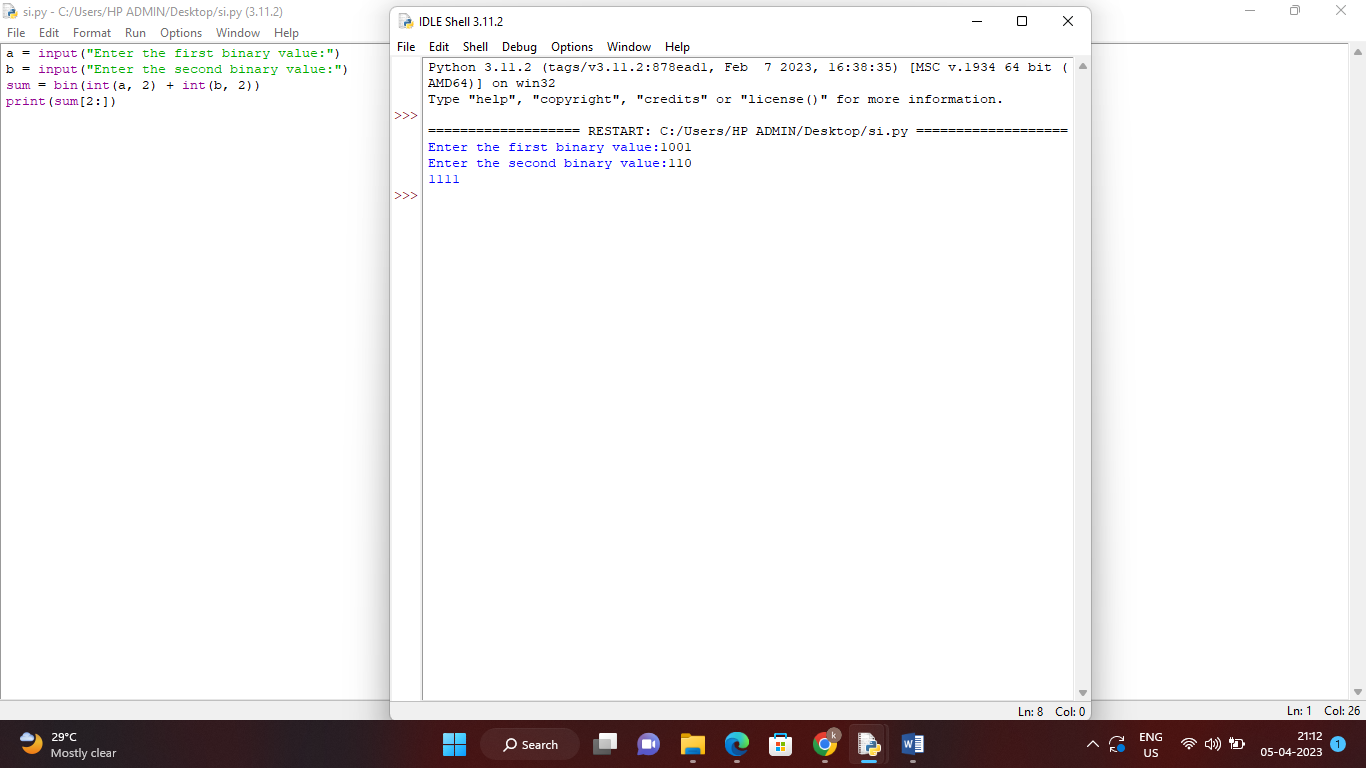 si.py - C:/Users/HP ADMIN/Desktop/si.py (3.11.2)
File Edit Format Run Options Window Help
a = input("Enter the first binary value:")
b = input("Enter the second binary value:")
sum = bin(int(a, 2) + int(b, 2))
print(sum[2:])
IDLE Shell 3.11.2
File Edit Shell Debug Options Window Help
Python 3.11.2 (tags/v3.11.2:878ead1, Feb  7 2023, 16:38:35) [MSC v.1934 64 bit (
AMD64)] on win32
Type "help", "copyright", "credits" or "license()" for more information.
>>>
=================== RESTART: C:/Users/HP ADMIN/Desktop/si.py ===================
Enter the first binary value:1001
Enter the second binary value:110
1111
>>>
Ln: 8 Col: 0
Ln: 1 Col: 26
29°C
Mostly clear
Search
k
W
ENG
US
21:12
05-04-2023
1